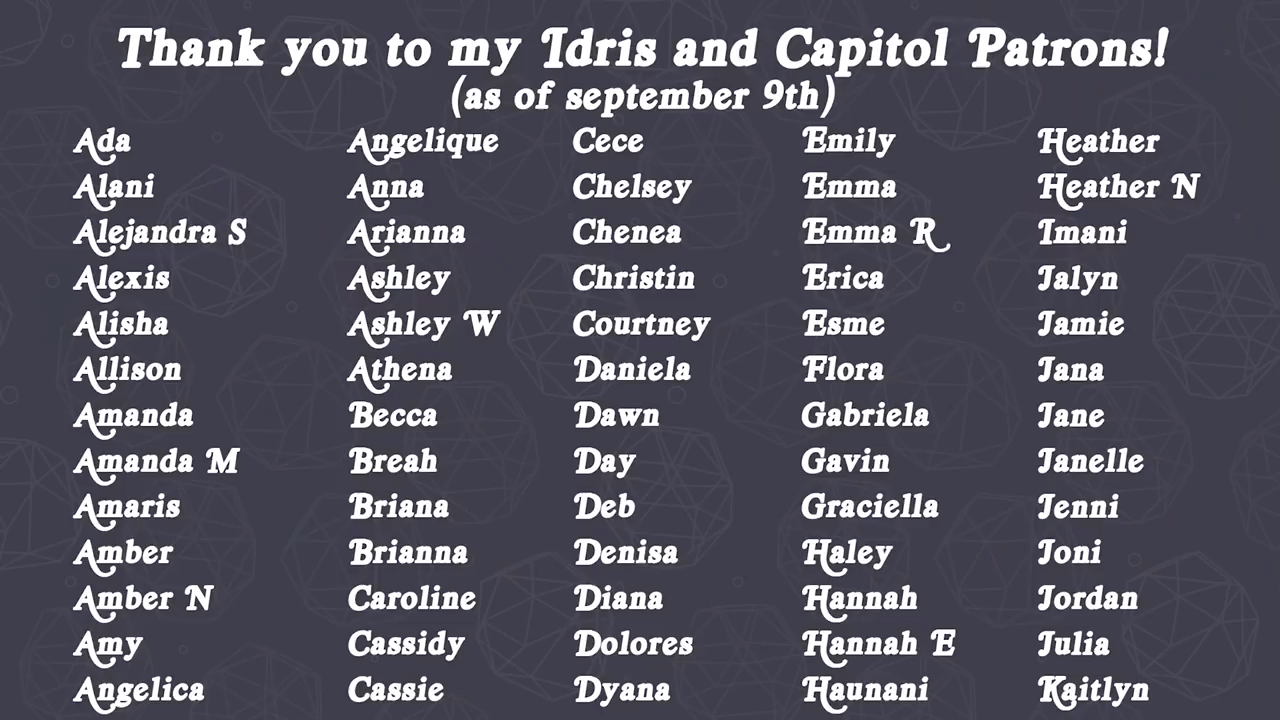 Thank you to my Idris and Capitol Patrons!
(as of september 9th)
Ada
Alani
Alejandra S
Alexis
Alisha
Allison
Amanda
Amanda M
Amaris
Amber
Amber N
Amy
Angelica
Angelique
Anna
Arianna
Ashley
Ashley W
Athena
Becca
Breah
Briana
Brianna
Caroline
Cassidy
Cassie
Cece
Chelsey
Chenea
Christin
Courtney
Daniela
Dawn
Day
Deb
Denisa
Diana
Dolores
Dyana
Emily
Emma
Emma R
Erica
Esme
Flora
Gabriela
Gavin
Graciella
Haley
Hannah
Hannah E
Haunani
Heather
Heather N
Imani
Jalyn
Jamie
Jana
Jane
Janelle
Jenni
Joni
Jordan
Julia
Kaitlyn